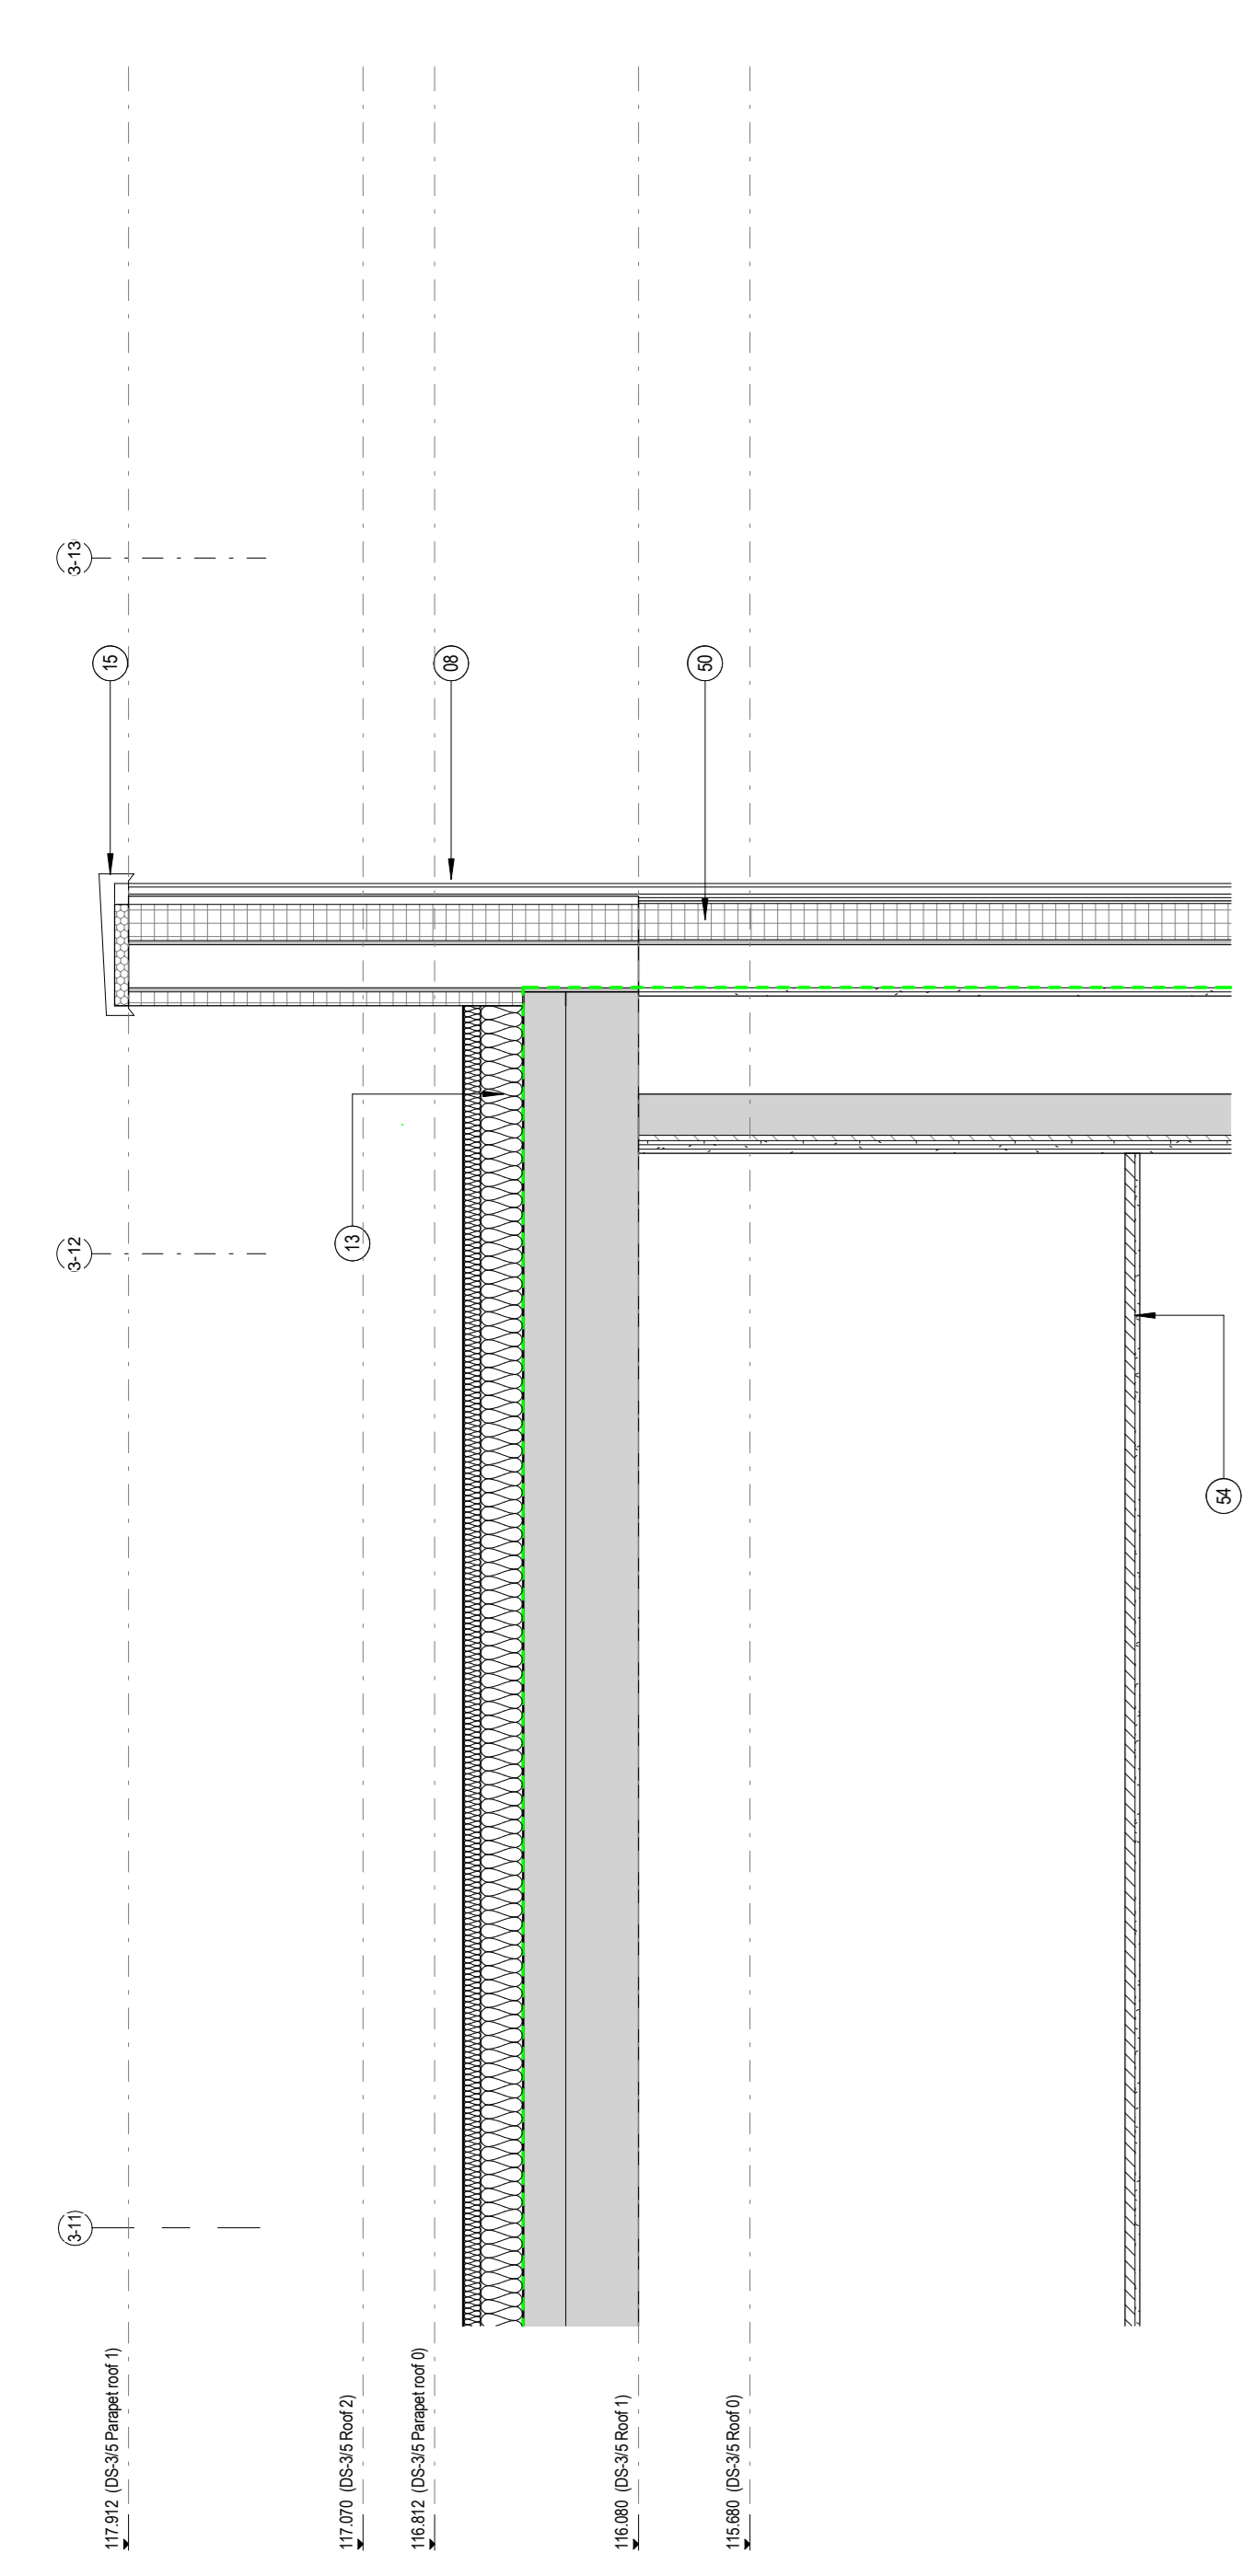 3-13
3-12
3-11
15
08
50
13
54
117.912 (DS-3/5 Parapet roof 1)
117.070 (DS-3/5 Roof 2)
116.812 (DS-3/5 Parapet roof 0)
116.080 (DS-3/5 Roof 1)
115.680 (DS-3/5 Roof 0)